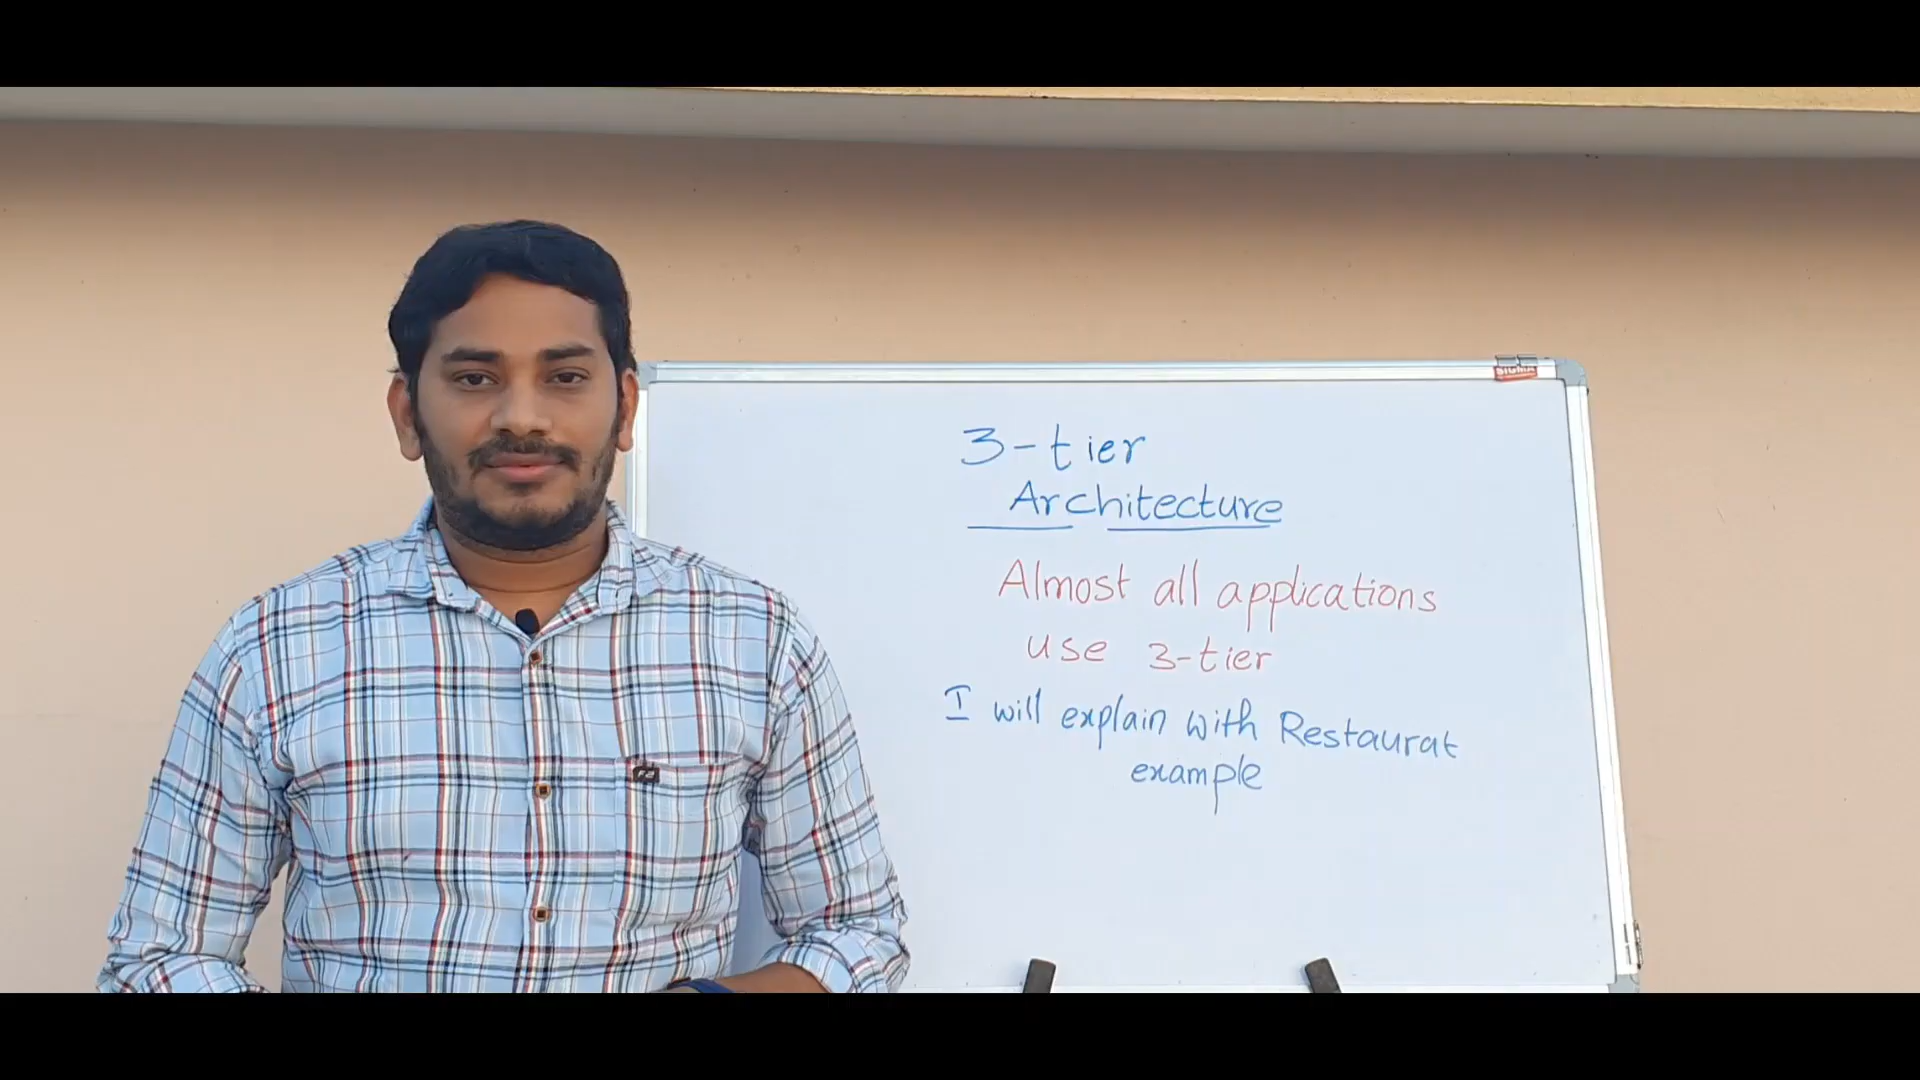 3-tier
Architecture
Almost all applications
use 3-tier
I will explain with Restaurat
example